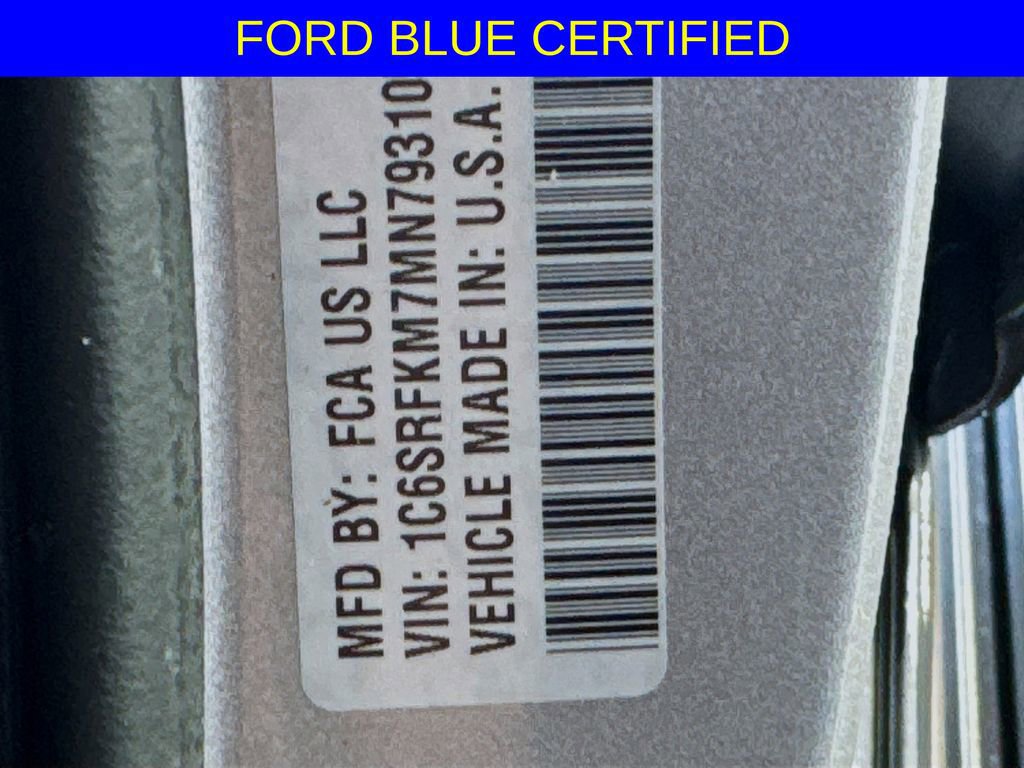 FORD BLUE CERTIFIED
MFD BY: FCA US LLC
VIN: 1C6SRFKM7MN79310
VEHICLE MADE IN: U.S.A.